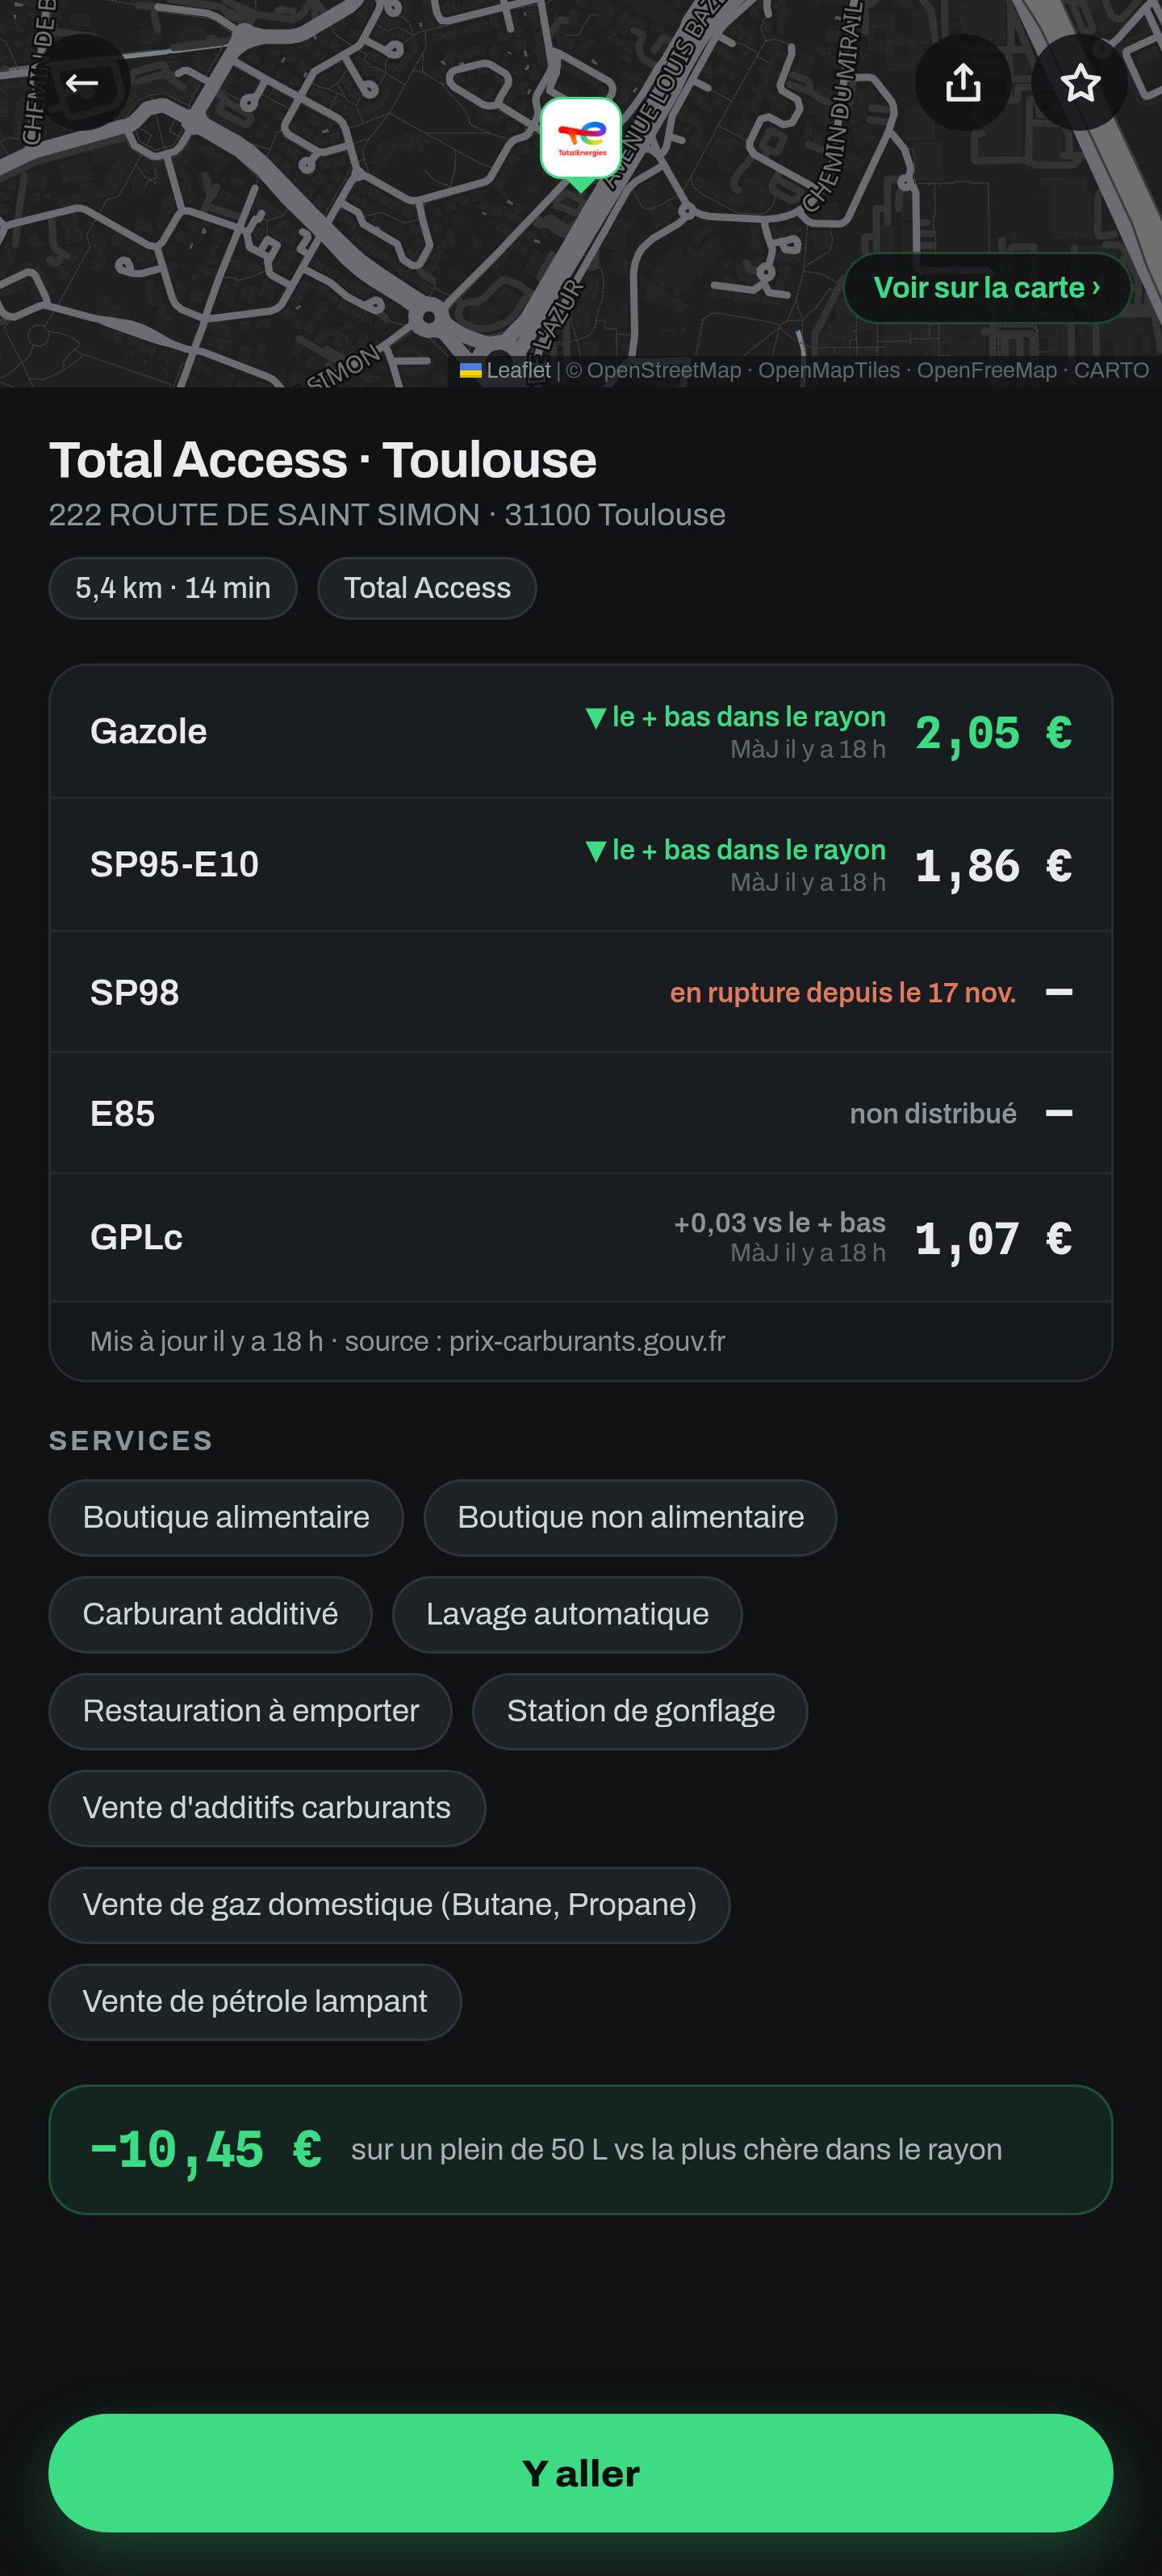 CHEMIN DE B
←
AVENUE LOUIS BAZ
CHEMIN DU MIRAIL
TotalEnergies
Voir sur la carte ›
L'AZUR
SIMON
Leaflet | © OpenStreetMap · OpenMapTiles · OpenFreeMap · CARTO
Total Access · Toulouse
222 ROUTE DE SAINT SIMON · 31100 Toulouse
5,4 km · 14 min
Total Access
Gazole
▼ le + bas dans le rayon
MàJ il y a 18 h
2,05 €
SP95-E10
▼ le + bas dans le rayon
MàJ il y a 18 h
1,86 €
SP98
en rupture depuis le 17 nov.
—
E85
non distribué
—
GPLc
+0,03 vs le + bas
MàJ il y a 18 h
1,07 €
Mis à jour il y a 18 h · source : prix-carburants.gouv.fr
SERVICES
Boutique alimentaire
Boutique non alimentaire
Carburant additivé
Lavage automatique
Restauration à emporter
Station de gonflage
Vente d'additifs carburants
Vente de gaz domestique (Butane, Propane)
Vente de pétrole lampant
−10,45 € sur un plein de 50 L vs la plus chère dans le rayon
Y aller